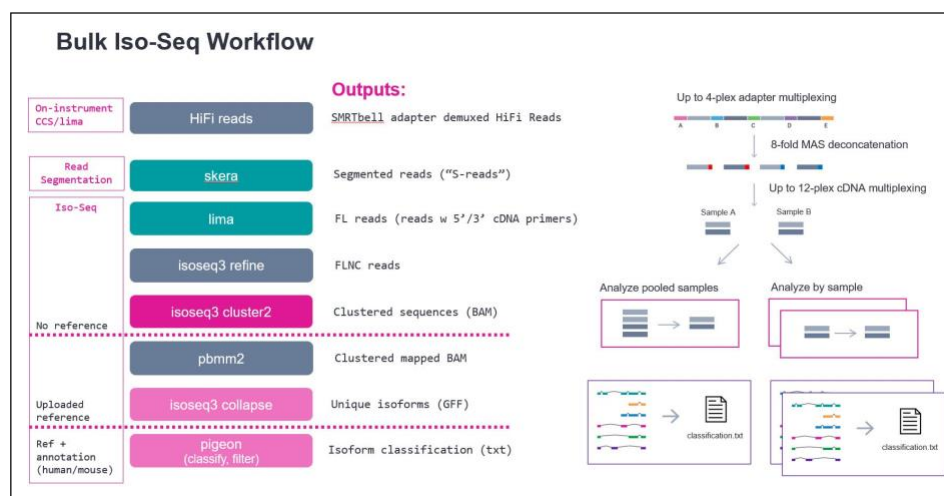 Bulk Iso-Seq Workflow
Outputs:
On-instrument
CCS/lima
HiFi reads
SMRTbell adapter demuxed HiFi Reads
Read
Segmentation
skera
Segmented reads (“S-reads”)
Iso-Seq
lima
FL reads (reads w 5’/3’ cDNA primers)
isoseq3 refine
FLNC reads
isoseq3 cluster2
Clustered sequences (BAM)
No reference
pbmm2
Clustered mapped BAM
Uploaded
reference
isoseq3 collapse
Unique isoforms (GFF)
Ref +
annotation
(human/mouse)
pigeon
(classify, filter)
Isoform classification (txt)
Up to 4-plex adapter multiplexing
A B C D E
8-fold MAS deconcatenation
Up to 12-plex cDNA multiplexing
Sample A
Sample B
Analyze pooled samples
Analyze by sample
classification.txt
classification.txt